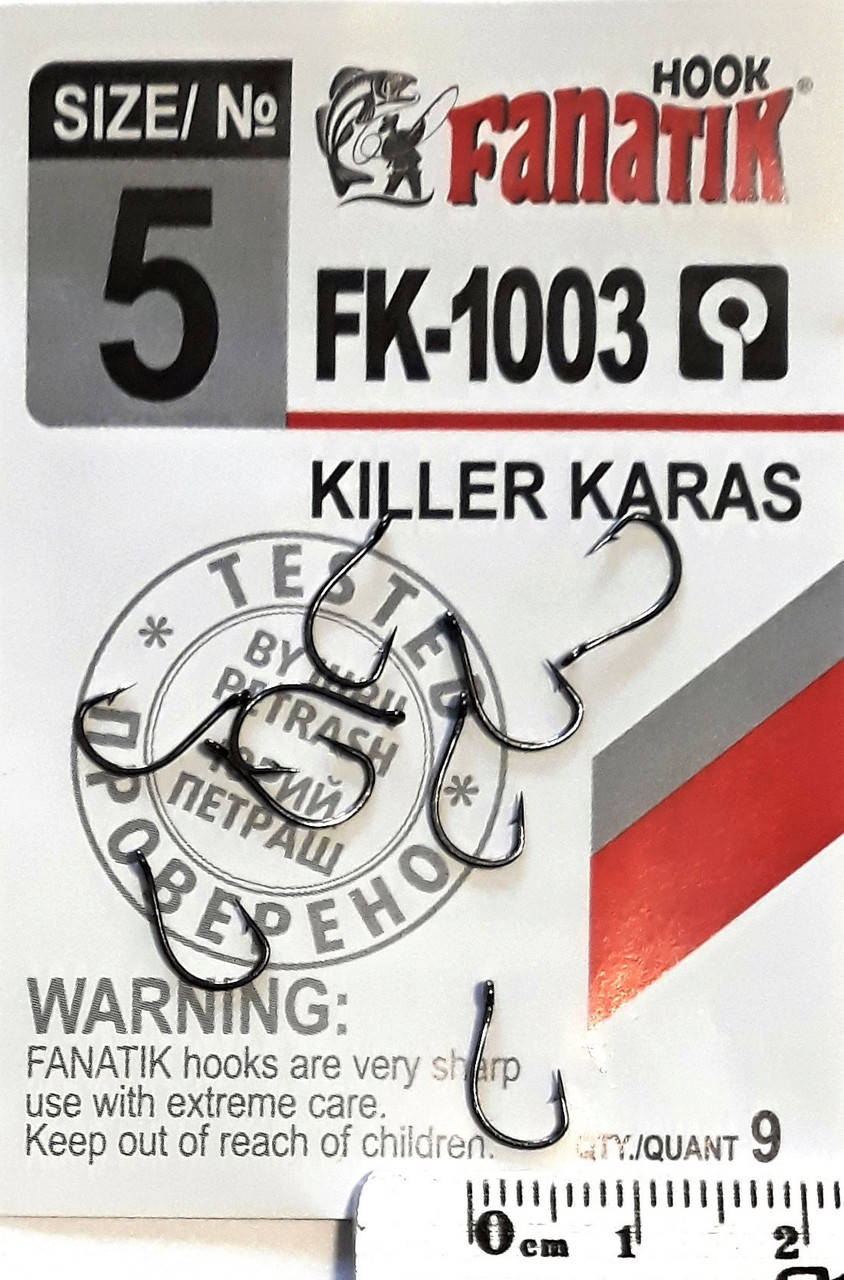 SIZE/ №
5
HOOK
FanatiK®
FK-1003
KILLER KARAS
TESTED
BY
PETRASH
ЮРИЙ
ПЕТРАШ
ПРОВЕРЕНО
WARNING:
FANATIK hooks are very sharp
use with extreme care.
Keep out of reach of children.
QTY./QUANT 9
0 cm 1 2